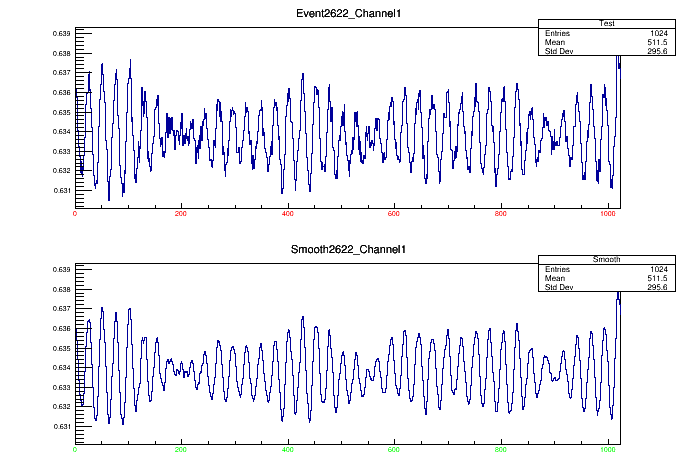 Event2622_Channel1
Test
Entries 1024
Mean 511.5
Std Dev 295.6
0.639
0.638
0.637
0.636
0.635
0.634
0.633
0.632
0.631
0 200 400 600 800 1000
Smooth2622_Channel1
Smooth
Entries 1024
Mean 511.5
Std Dev 295.6
0.639
0.638
0.637
0.636
0.635
0.634
0.633
0.632
0.631
0 200 400 600 800 1000